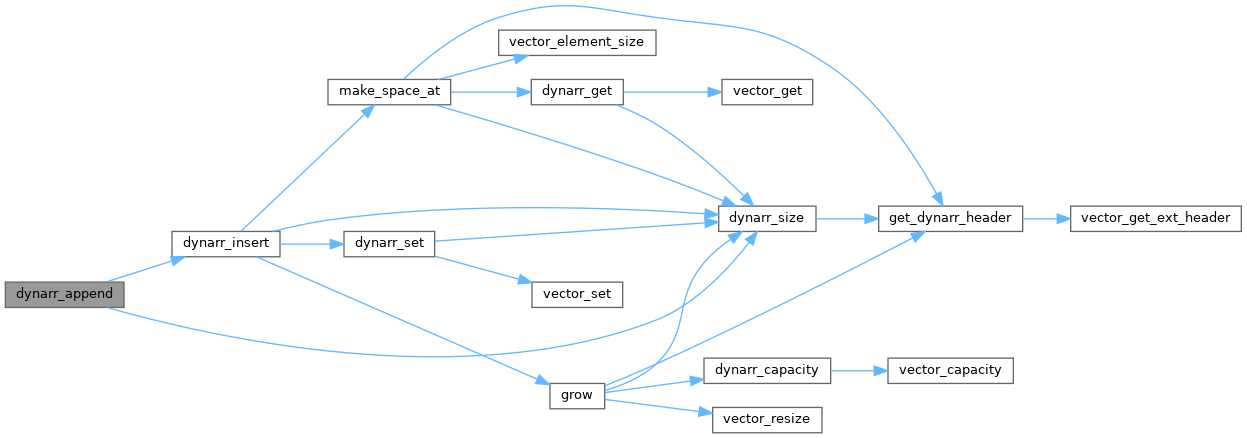 vector_element_size
make_space_at
dynarr_get
vector_get
dynarr_size
get_dynarr_header
vector_get_ext_header
dynarr_insert
dynarr_set
dynarr_append
vector_set
grow
dynarr_capacity
vector_capacity
vector_resize